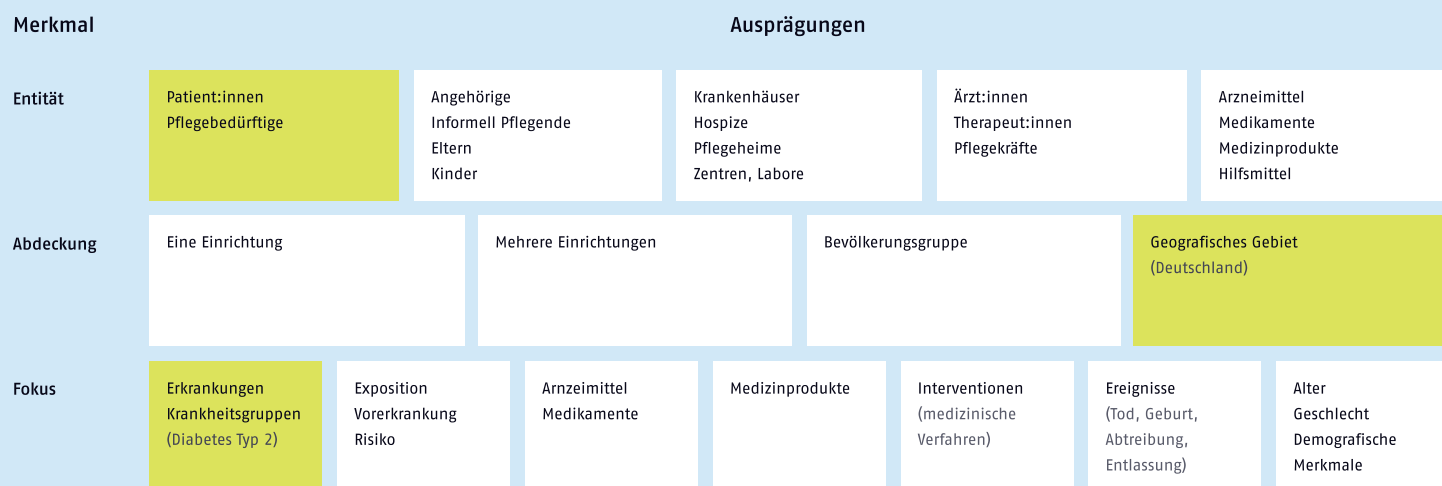 Merkmal
Ausprägungen
Entität
Patient:innen
Pflegebedürftige
Angehörige
Informell Pflegende
Eltern
Kinder
Krankenhäuser
Hospize
Pflegeheime
Zentren, Labore
Ärzt:innen
Therapeut:innen
Pflegekräfte
Arzneimittel
Medikamente
Medizinprodukte
Hilfsmittel
Abdeckung
Eine Einrichtung
Mehrere Einrichtungen
Bevölkerungsgruppe
Geografisches Gebiet
(Deutschland)
Fokus
Erkrankungen
Krankheitsgruppen
(Diabetes Typ 2)
Exposition
Vorerkrankung
Risiko
Arnzeimittel
Medikamente
Medizinprodukte
Interventionen
(medizinische
Verfahren)
Ereignisse
(Tod, Geburt,
Abtreibung,
Entlassung)
Alter
Geschlecht
Demografische
Merkmale